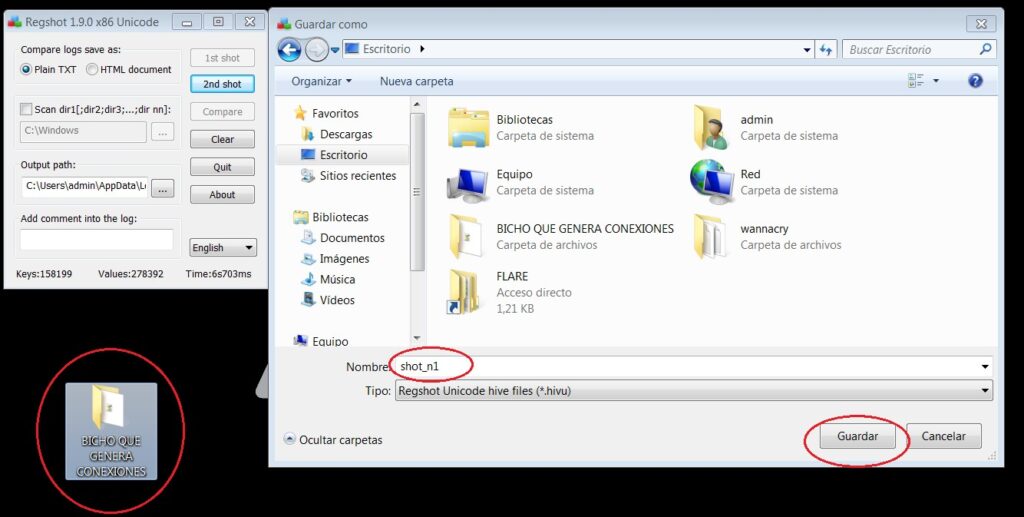 Regshot 1.9.0 x86 Unicode
Compare logs save as:
Plain TXT
HTML document
1st shot
2nd shot
Scan dir1[;dir2;dir3;...;dir nn]:
Compare
C:\Windows
...
Clear
Output path:
Quit
C:\Users\admin\AppData\L
...
About
Add comment into the log:
English
Keys:158199
Values:278392
Time:6s703ms
Guardar como
Escritorio
Buscar Escritorio
Organizar
Nueva carpeta
Favoritos
Descargas
Escritorio
Sitios recientes
Bibliotecas
Documentos
Imágenes
Música
Vídeos
Equipo
Bibliotecas
Carpeta de sistema
admin
Carpeta de sistema
Equipo
Carpeta de sistema
Red
Carpeta de sistema
BICHO QUE GENERA CONEXIONES
Carpeta de archivos
wannacry
Carpeta de archivos
FLARE
Acceso directo
1,21 KB
Nombre:
shot_n1
Tipo:
Regshot Unicode hive files (*.hivu)
Ocultar carpetas
Guardar
Cancelar
BICHO QUE
GENERA
CONEXIONES